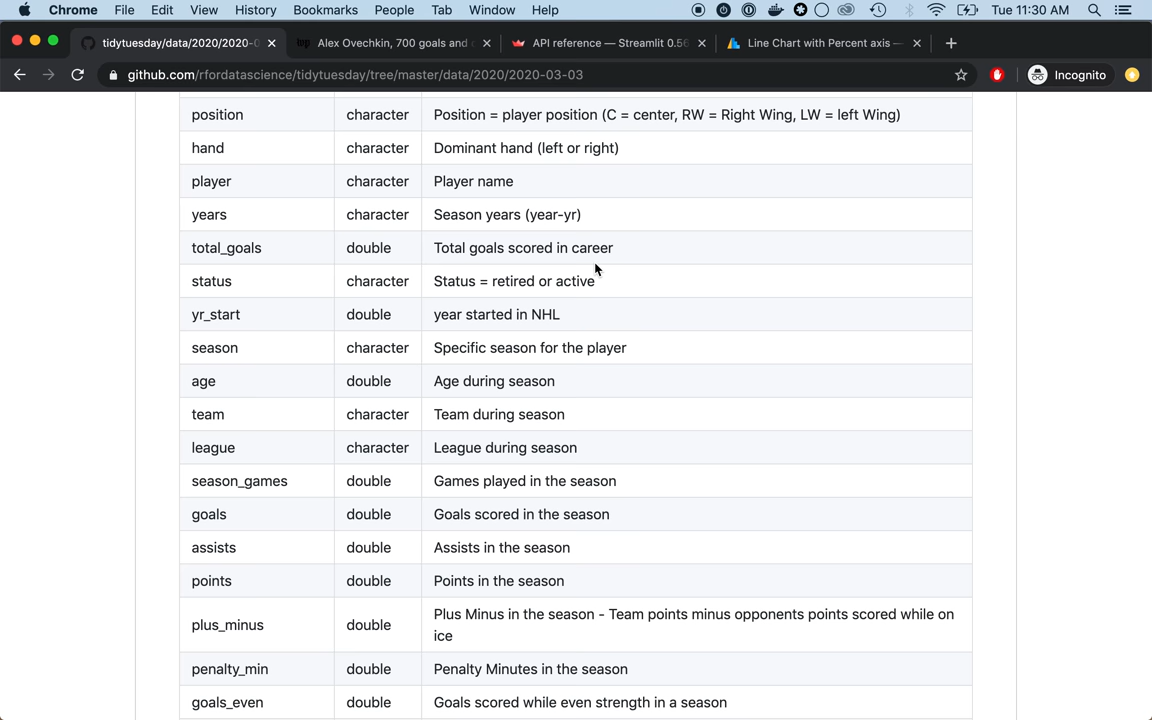 Chrome File Edit View History Bookmarks People Tab Window Help Tue 11:30 AM
tidytuesday/data/2020/2020-0 Alex Ovechkin, 700 goals and API reference — Streamlit 0.56 Line Chart with Percent axis —
github.com/rfordatascience/tidytuesday/tree/master/data/2020/2020-03-03 Incognito
position character Position = player position (C = center, RW = Right Wing, LW = left Wing)
hand character Dominant hand (left or right)
player character Player name
years character Season years (year-yr)
total_goals double Total goals scored in career
status character Status = retired or active
yr_start double year started in NHL
season character Specific season for the player
age double Age during season
team character Team during season
league character League during season
season_games double Games played in the season
goals double Goals scored in the season
assists double Assists in the season
points double Points in the season
plus_minus double Plus Minus in the season - Team points minus opponents points scored while on
ice
penalty_min double Penalty Minutes in the season
goals_even double Goals scored while even strength in a season